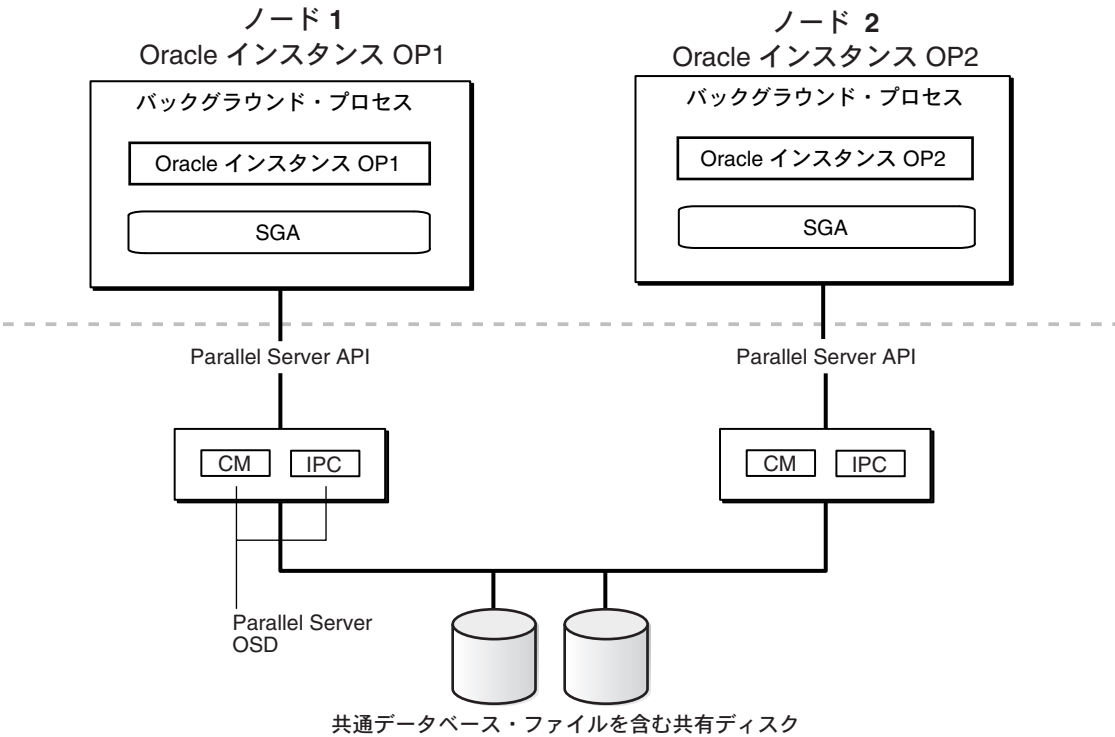 ノード 1
Oracle インスタンス OP1
バックグラウンド・プロセス
Oracle インスタンス OP1
SGA
ノード 2
Oracle インスタンス OP2
バックグラウンド・プロセス
Oracle インスタンス OP2
SGA
Parallel Server API
Parallel Server API
CM
IPC
CM
IPC
Parallel Server
OSD
共通データベース・ファイルを含む共有ディスク